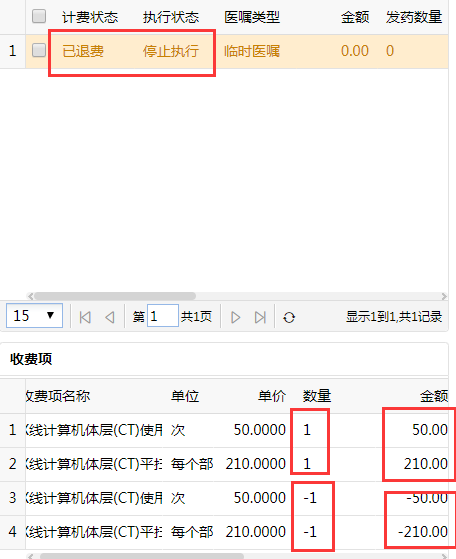 计费状态 执行状态 医嘱类型 金额 发药数量
1 已退费 停止执行 临时医嘱 0.00 0
15 第 1 共1页 显示1到1,共1记录
收费项
收费项名称 单位 单价 数量 金额
1 X线计算机体层(CT)使用 次 50.0000 1 50.00
2 X线计算机体层(CT)平扫 每个部 210.0000 1 210.00
3 X线计算机体层(CT)使用 次 50.0000 -1 -50.00
4 X线计算机体层(CT)平扫 每个部 210.0000 -1 -210.00